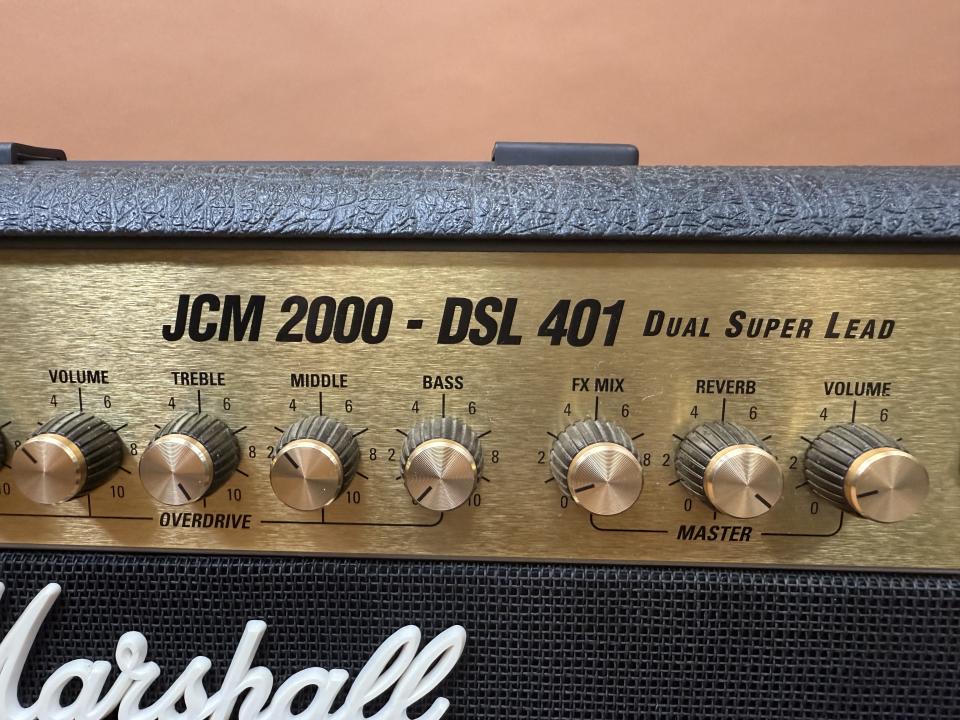 JCM 2000 - DSL 401 DUAL SUPER LEAD
VOLUME TREBLE MIDDLE BASS FX MIX REVERB VOLUME
4 6 4 6 4 6 4 6 4 6 4 6 4 6
8 8 2 8 2 8 2 8 2 2
10 10 10 10 0 10 0 0 0
OVERDRIVE MASTER
Marshall